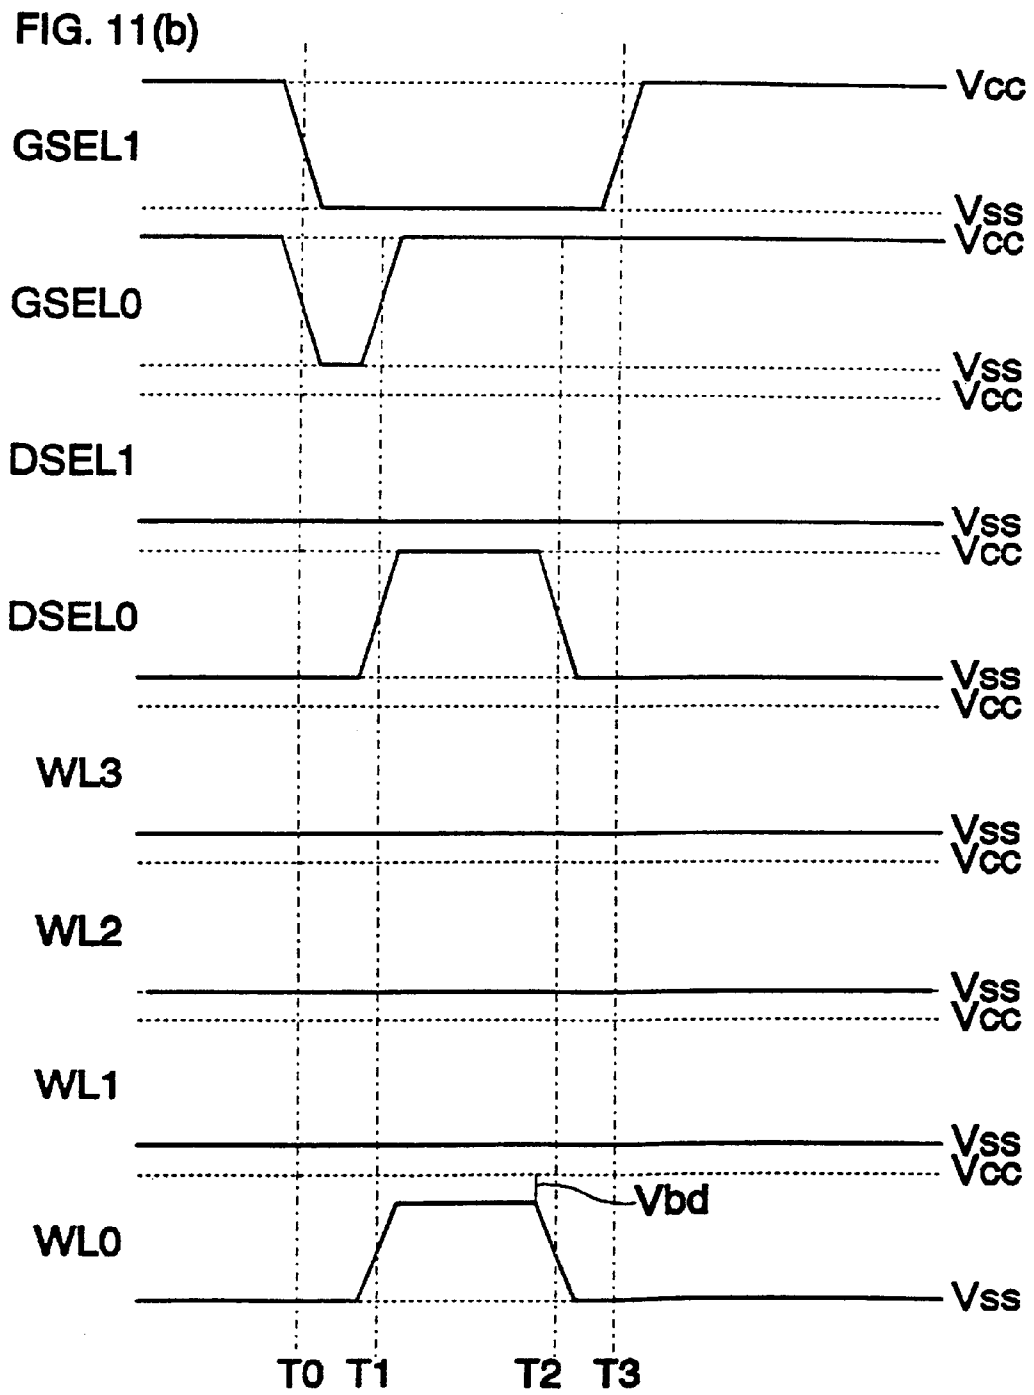 FIG. 11(b)
Vcc
GSEL1
Vss
Vcc
GSEL0
Vss
Vcc
DSEL1
Vss
Vcc
DSEL0
Vss
Vcc
WL3
Vss
Vcc
WL2
Vss
Vcc
WL1
Vss
Vcc
Vbd
WL0
Vss
T0 T1 T2 T3